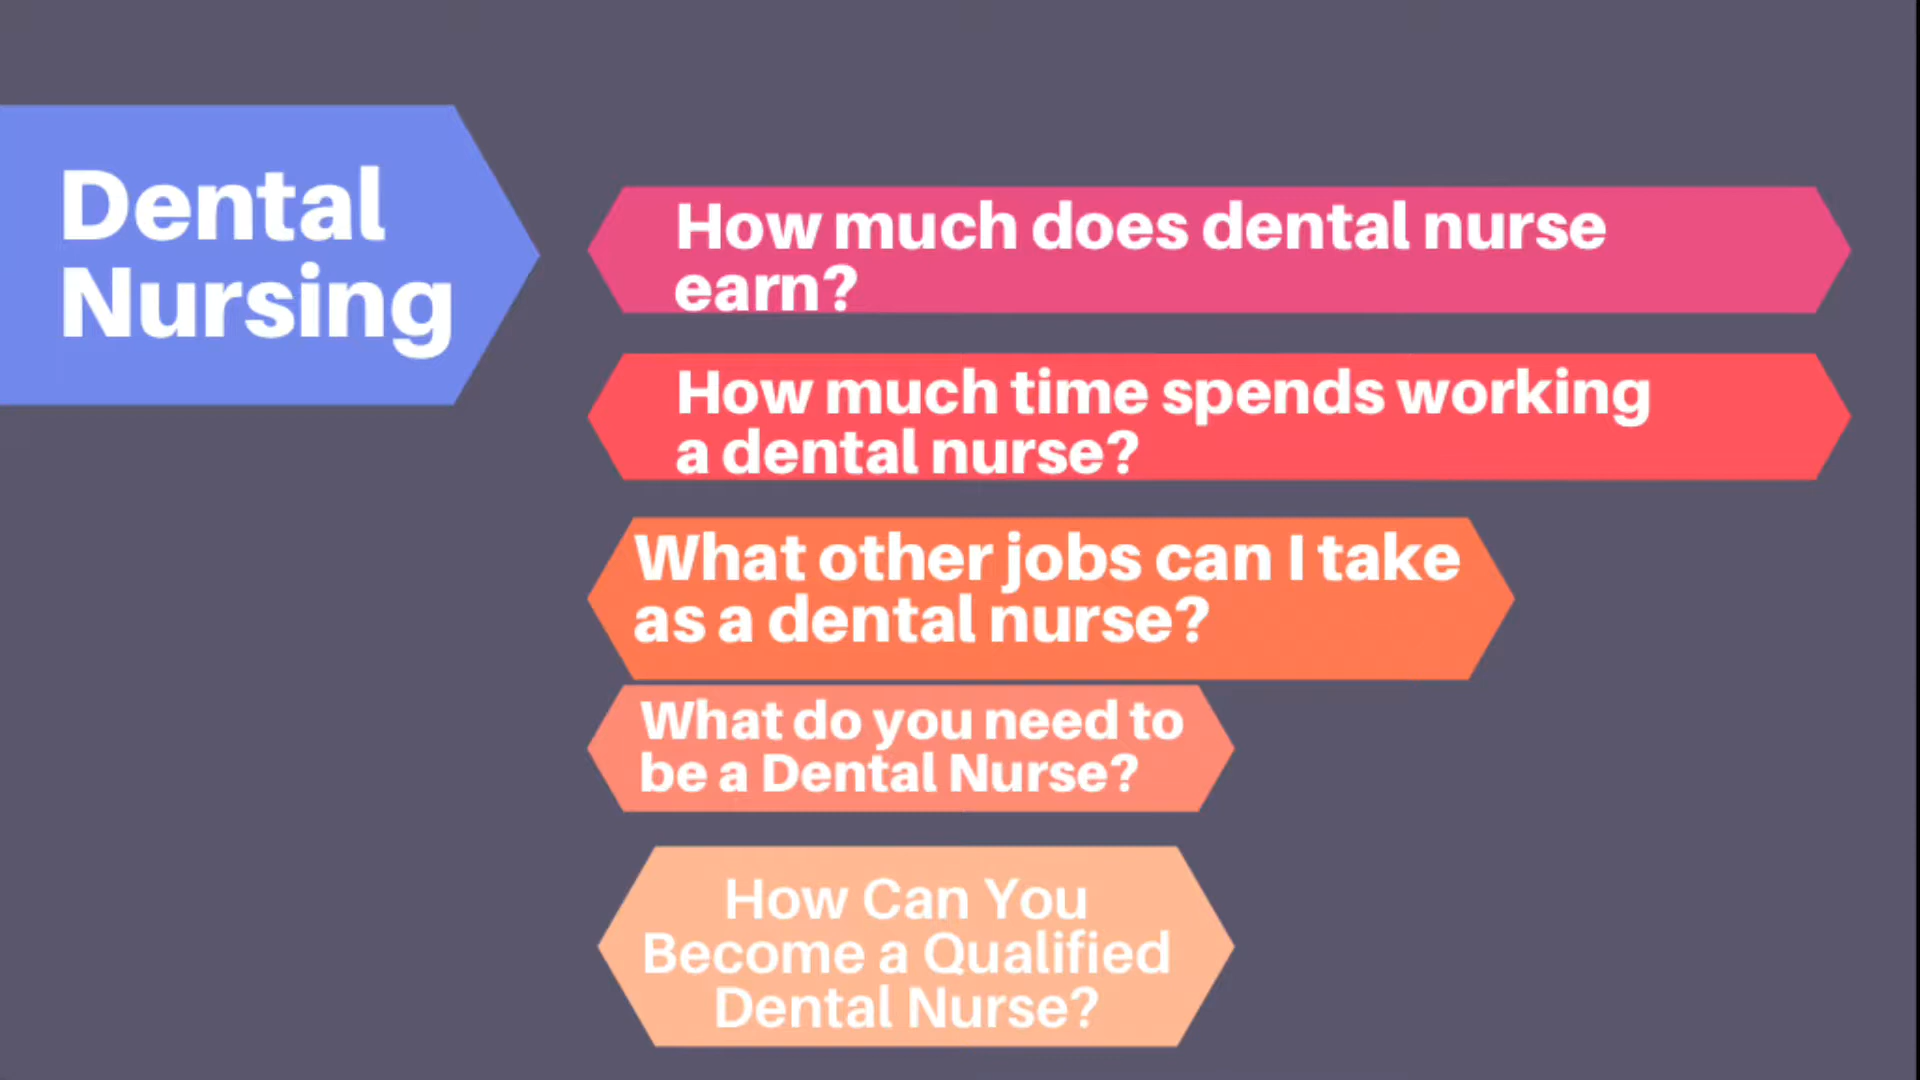 Dental
Nursing
How much does dental nurse
earn?
How much time spends working
a dental nurse?
What other jobs can I take
as a dental nurse?
What do you need to
be a Dental Nurse?
How Can You
Become a Qualified
Dental Nurse?